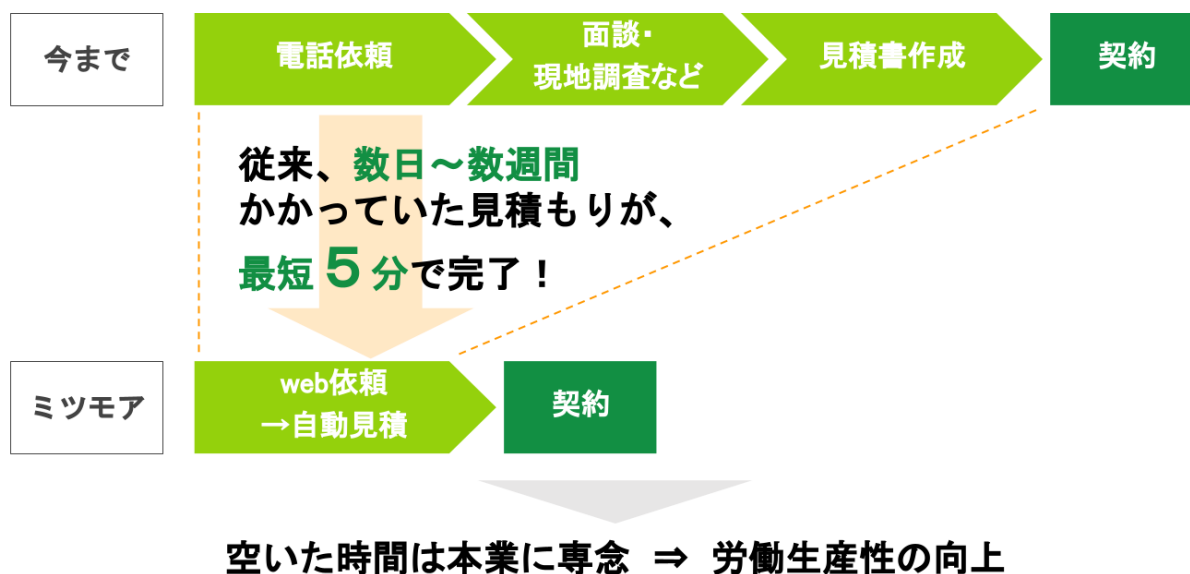 今まで
電話依頼
面談・
現地調査など
見積書作成
契約
従来、数日～数週間
かかっていた見積もりが、
最短５分で完了！
ミツモア
web依頼
→自動見積
契約
空いた時間は本業に専念 ⇒ 労働生産性の向上